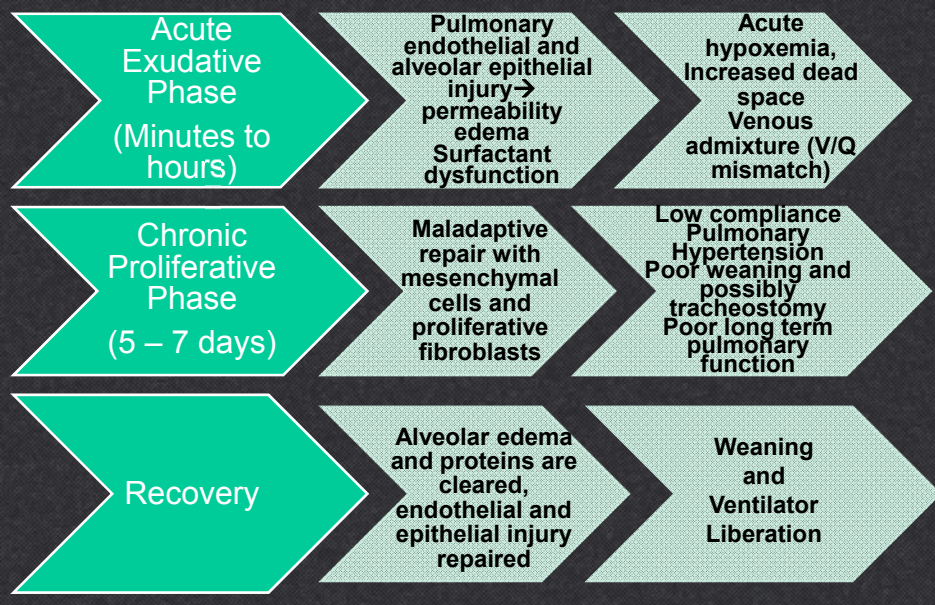 Acute
Exudative
Phase
(Minutes to
hours)
Pulmonary
endothelial and
alveolar epithelial
injury→
permeability
edema
Surfactant
dysfunction
Acute
hypoxemia,
Increased dead
space
Venous
admixture (V/Q
mismatch)
Chronic
Proliferative
Phase
(5 – 7 days)
Maladaptive
repair with
mesenchymal
cells and
proliferative
fibroblasts
Low compliance
Pulmonary
Hypertension
Poor weaning and
possibly
tracheostomy
Poor long term
pulmonary
function
Recovery
Alveolar edema
and proteins are
cleared,
endothelial and
epithelial injury
repaired
Weaning
and
Ventilator
Liberation